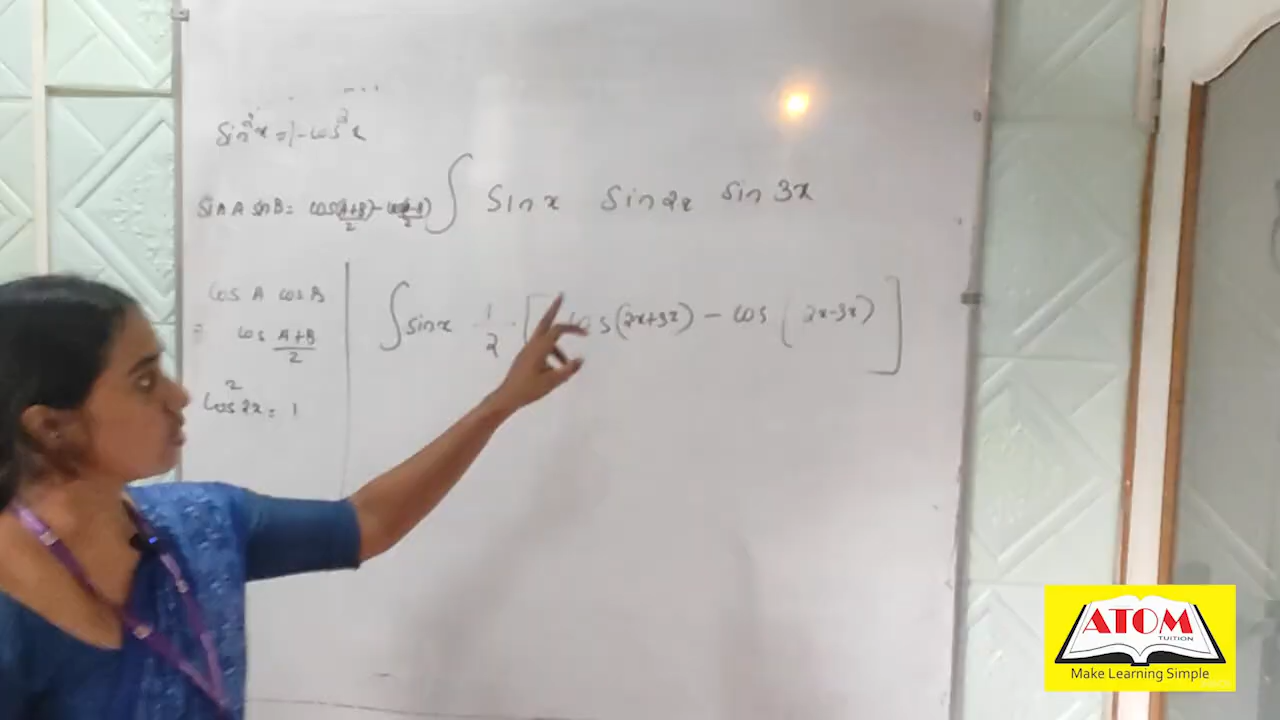 sin²x = 1 - cos²x
∫ sin x sin 2x sin 3x
sin A sin B = cos(A+B)/2 - cos(A-B)/2
cos A cos B
= cos A+B/2
cos²2x = 1
∫ sin x 1/2 · [ cos (2x+3x) - cos (2x-3x) ]
ATOM
TUITION
Make Learning Simple